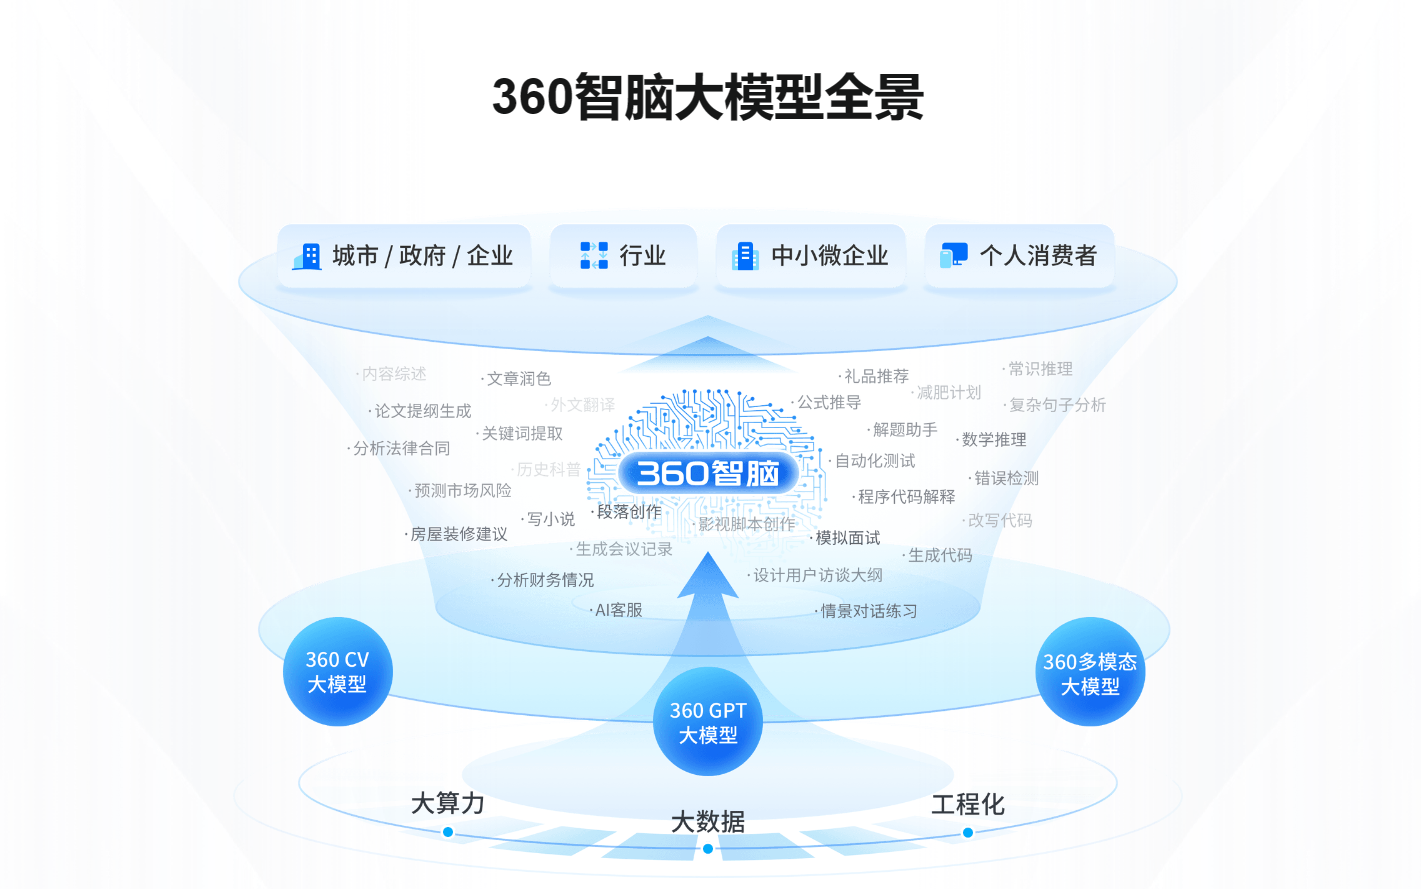 360智脑大模型全景
城市 / 政府 / 企业
行业
中小微企业
个人消费者
·内容综述
·文章润色
·礼品推荐
·常识推理
·减肥计划
·论文提纲生成
·外文翻译
·公式推导
·复杂句子分析
·关键词提取
·解题助手
·数学推理
·分析法律合同
·历史科普
360智脑
·自动化测试
·错误检测
·预测市场风险
·程序代码解释
·写小说
·段落创作
·影视脚本创作
·改写代码
·房屋装修建议
·模拟面试
·生成会议记录
·生成代码
·分析财务情况
·设计用户访谈大纲
·AI客服
·情景对话练习
360 CV
大模型
360多模态
大模型
360 GPT
大模型
大算力
大数据
工程化